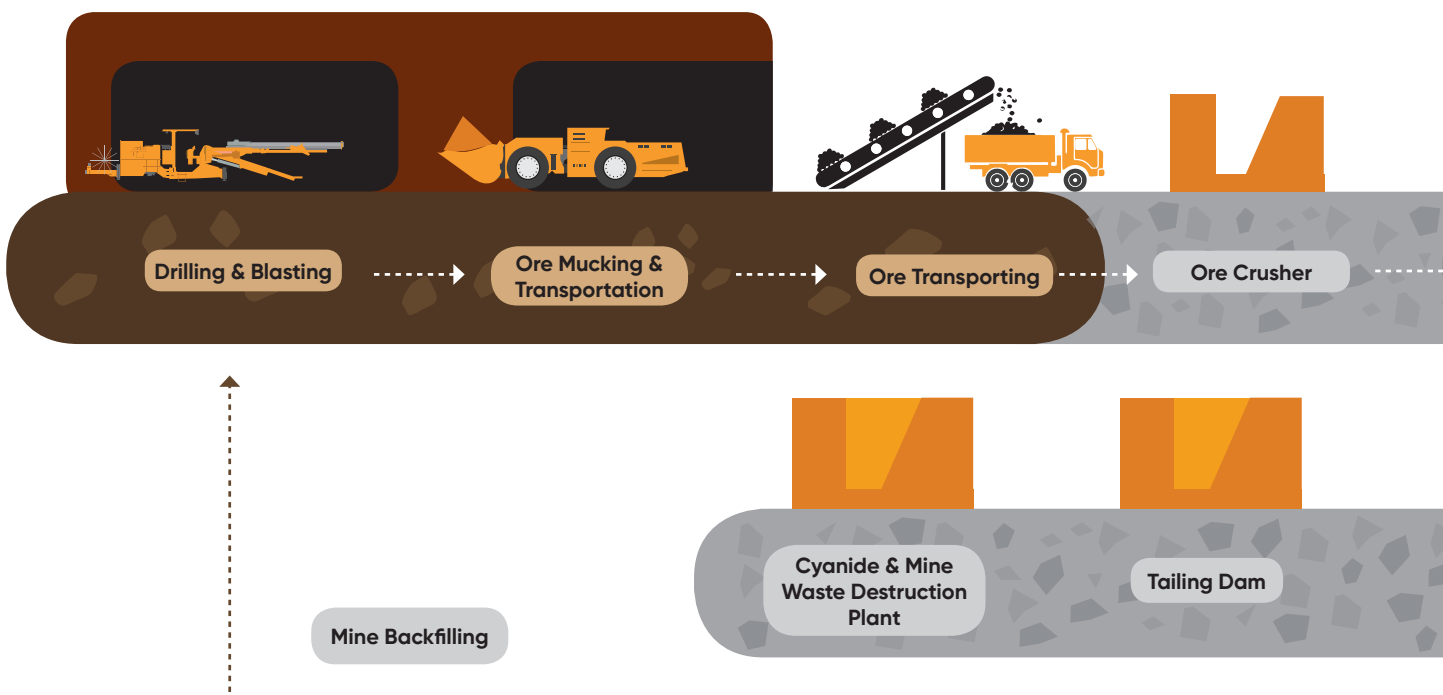 Drilling & Blasting
Ore Mucking &
Transportation
Ore Transporting
Ore Crusher
Cyanide & Mine
Waste Destruction
Plant
Tailing Dam
Mine Backfilling